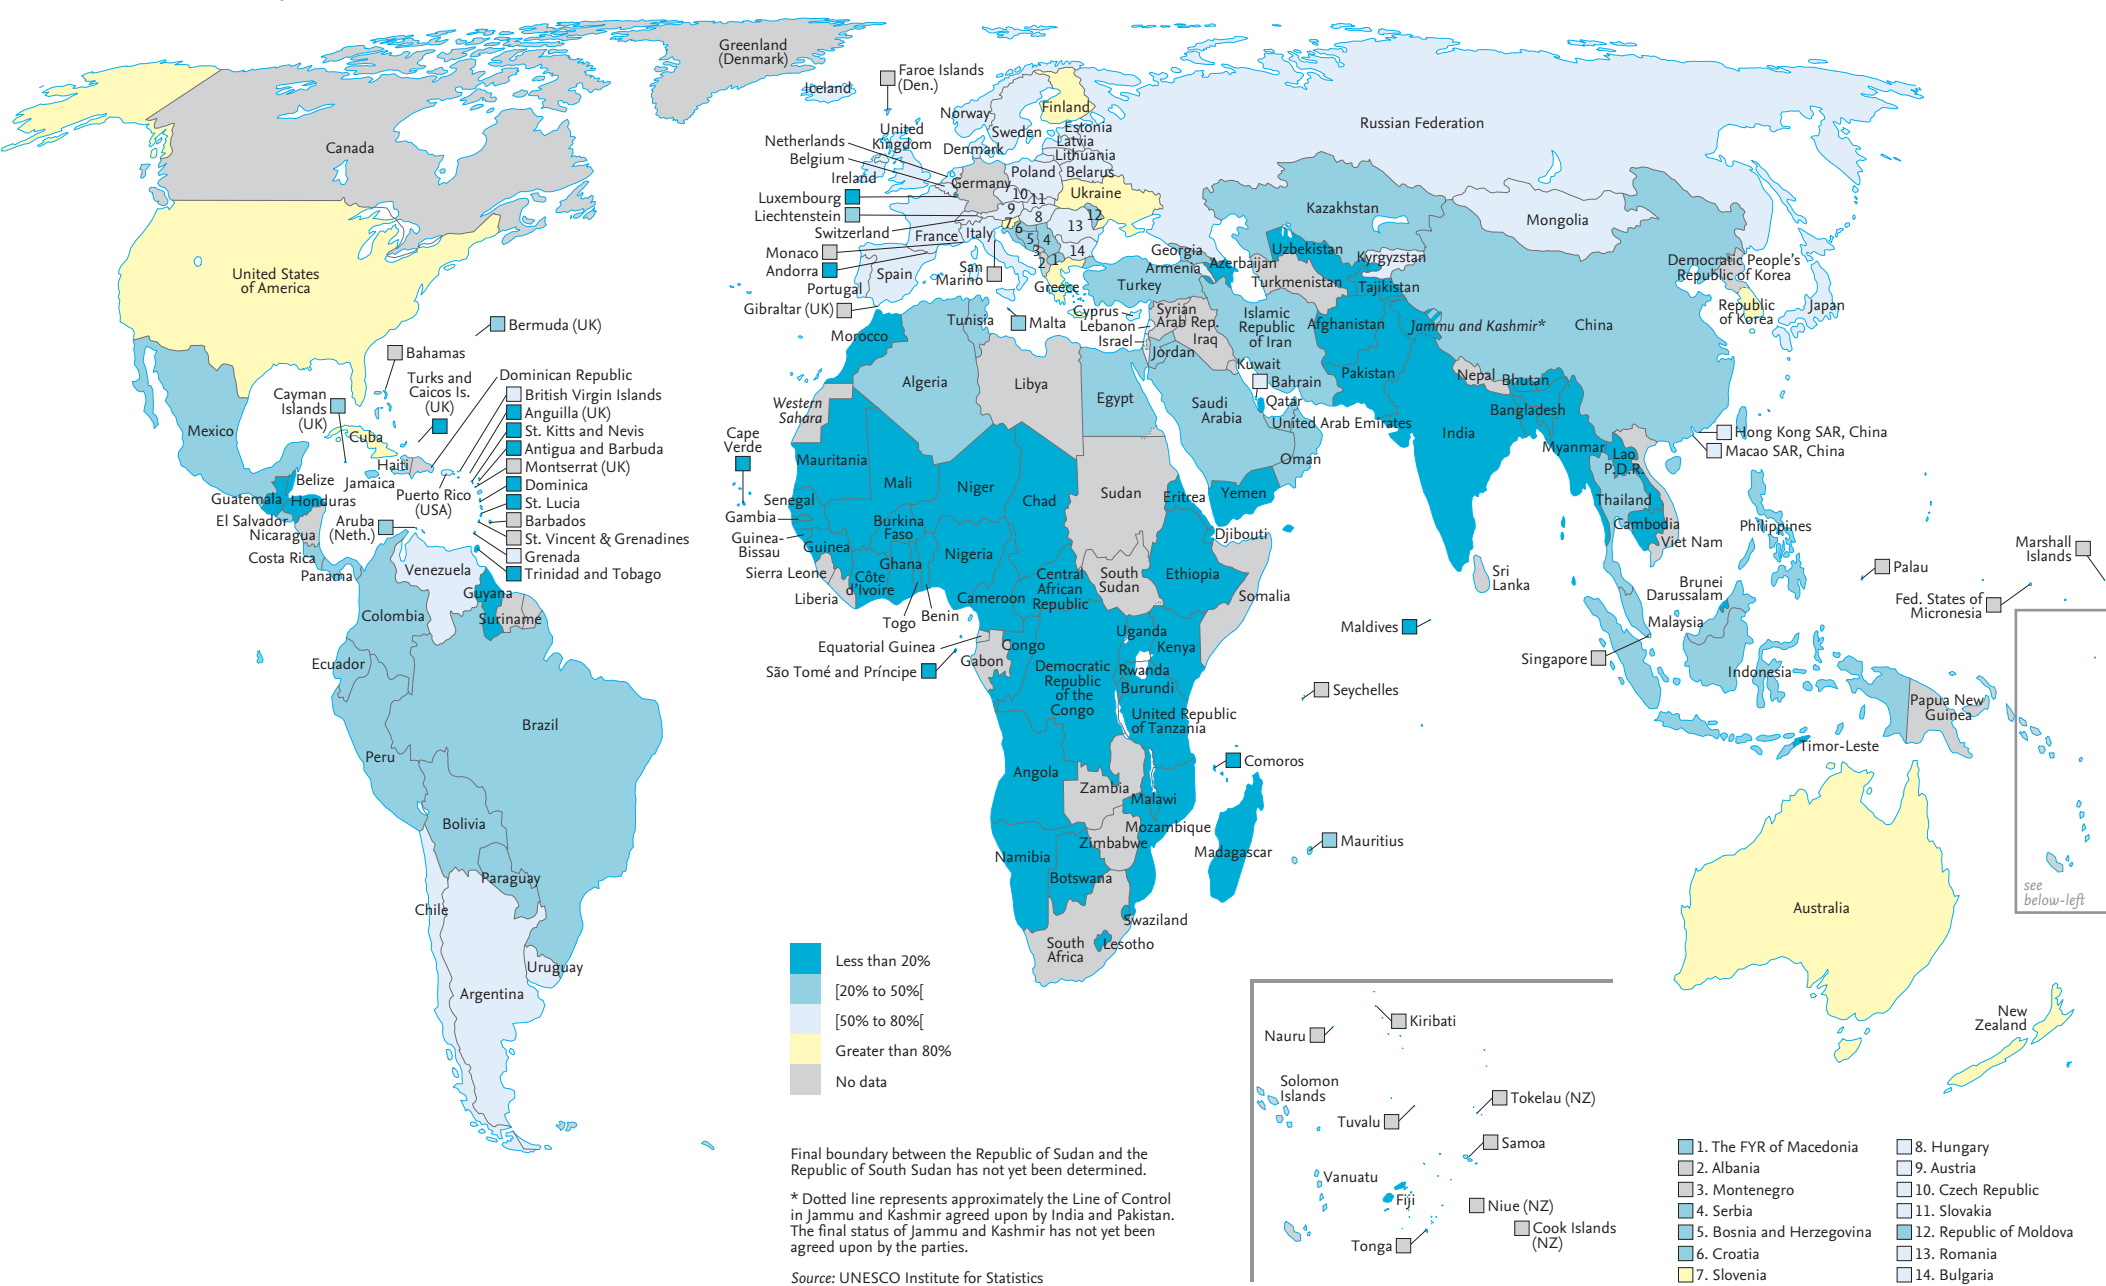 Greenland
(Denmark)
Faroe Islands
(Den.)
Iceland
Norway
Finland
Sweden
Estonia
Latvia
Lithuania
Belarus
Russian Federation
United
Kingdom
Denmark
Netherlands
Belgium
Ireland
Germany
Poland
Ukraine
Luxembourg
Liechtenstein
Switzerland
France
Italy
Monaco
Andorra
San
Marino
Spain
Portugal
Gibraltar (UK)
10
11
9
8
7
6
12
13
5
4
3
14
2
1
Greece
Canada
United States
of America
Bermuda (UK)
Bahamas
Turks and
Caicos Is.
(UK)
Cayman
Islands
(UK)
Mexico
Cuba
Haiti
Jamaica
Belize
Guatemala
Honduras
El Salvador
Nicaragua
Costa Rica
Panama
Aruba
(Neth.)
Puerto Rico
(USA)
Dominican Republic
British Virgin Islands
Anguilla (UK)
St. Kitts and Nevis
Antigua and Barbuda
Montserrat (UK)
Dominica
St. Lucia
Barbados
St. Vincent & Grenadines
Grenada
Trinidad and Tobago
Venezuela
Guyana
Suriname
Colombia
Ecuador
Peru
Brazil
Bolivia
Paraguay
Chile
Argentina
Uruguay
Kazakhstan
Mongolia
Georgia
Armenia
Azerbaijan
Uzbekistan
Kyrgyzstan
Turkmenistan
Tajikistan
Turkey
Cyprus
Lebanon
Israel
Syrian
Arab Rep.
Iraq
Jordan
Islamic
Republic
of Iran
Afghanistan
Jammu and Kashmir*
China
Democratic People's
Republic of Korea
Republic
of Korea
Japan
Kuwait
Bahrain
Qatar
Pakistan
Nepal
Bhutan
Bangladesh
Saudi
Arabia
United Arab Emirates
Oman
Yemen
India
Myanmar
Lao
P.D.R.
Hong Kong SAR, China
Macao SAR, China
Thailand
Cambodia
Viet Nam
Philippines
Sri
Lanka
Maldives
Brunei
Darussalam
Malaysia
Singapore
Indonesia
Timor-Leste
Papua New
Guinea
Palau
Fed. States of
Micronesia
Marshall
Islands
see
below-left
Morocco
Tunisia
Malta
Algeria
Libya
Egypt
Western
Sahara
Cape
Verde
Mauritania
Mali
Niger
Chad
Sudan
Eritrea
Senegal
Gambia
Guinea-
Bissau
Guinea
Sierra Leone
Liberia
Burkina
Faso
Côte
d'Ivoire
Ghana
Togo
Benin
Nigeria
Cameroon
Central
African
Republic
South
Sudan
Ethiopia
Djibouti
Somalia
Equatorial Guinea
São Tomé and Príncipe
Gabon
Congo
Democratic
Republic
of the
Congo
Uganda
Kenya
Rwanda
Burundi
United Republic
of Tanzania
Seychelles
Comoros
Angola
Zambia
Malawi
Mozambique
Zimbabwe
Madagascar
Mauritius
Namibia
Botswana
Swaziland
South
Africa
Lesotho
Australia
New
Zealand
Less than 20%
[20% to 50%[
[50% to 80%[
Greater than 80%
No data
Final boundary between the Republic of Sudan and the
Republic of South Sudan has not yet been determined.
* Dotted line represents approximately the Line of Control
in Jammu and Kashmir agreed upon by India and Pakistan.
The final status of Jammu and Kashmir has not yet been
agreed upon by the parties.
Source: UNESCO Institute for Statistics
Nauru
Kiribati
Solomon
Islands
Tuvalu
Tokelau (NZ)
Samoa
Vanuatu
Fiji
Niue (NZ)
Cook Islands
(NZ)
Tonga
1. The FYR of Macedonia
2. Albania
3. Montenegro
4. Serbia
5. Bosnia and Herzegovina
6. Croatia
7. Slovenia
8. Hungary
9. Austria
10. Czech Republic
11. Slovakia
12. Republic of Moldova
13. Romania
14. Bulgaria